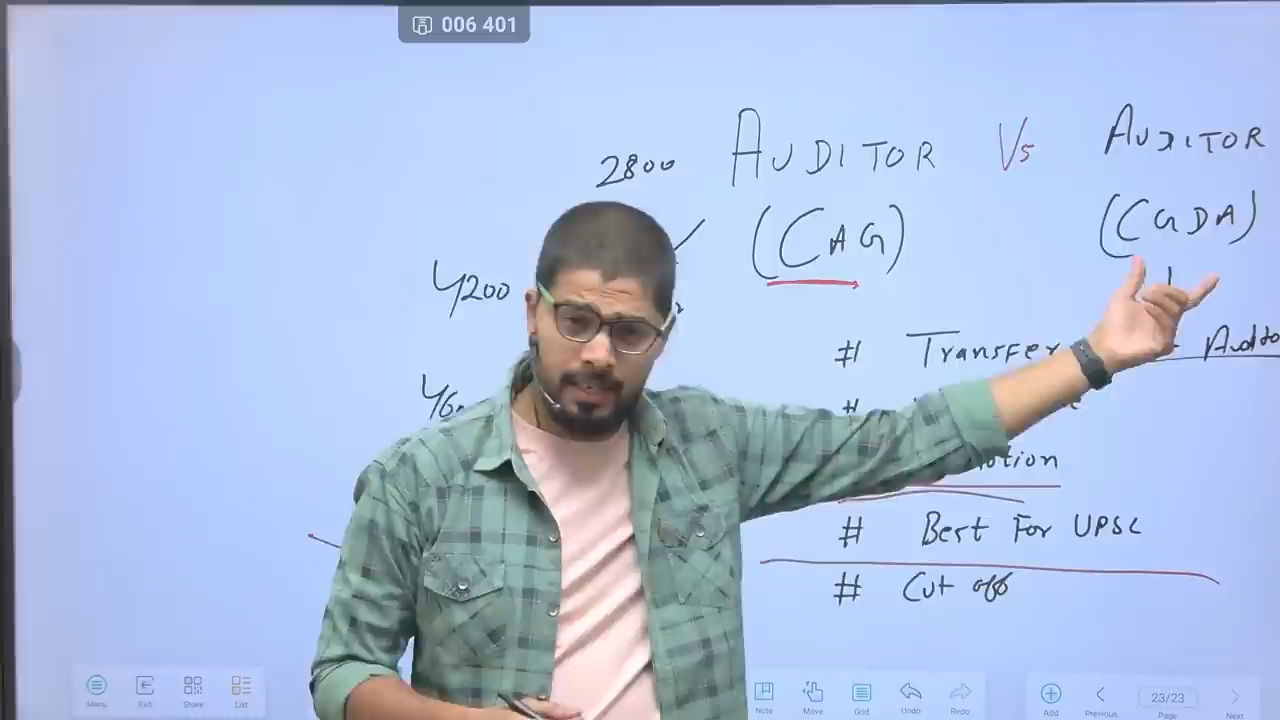 006 401
2800 AUDITOR Vs AUDITOR
(CAG) (CGDA)
4200
# Transfer
#
# Best For UPSC
# Cut off
Menu Exit Share List Note Move Grid Undo Redo Add Previous 23/23 Page Next